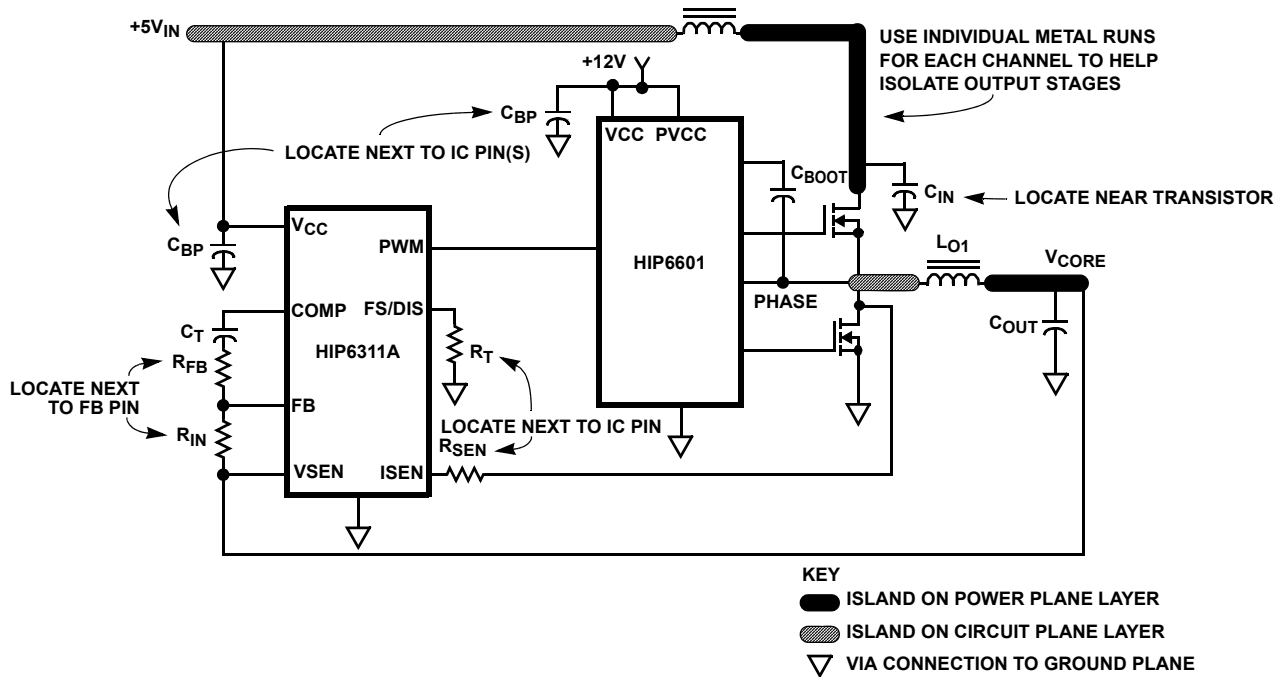 +5VIN
USE INDIVIDUAL METAL RUNS
FOR EACH CHANNEL TO HELP
ISOLATE OUTPUT STAGES
+12V
CBP
VCC PVCC
LOCATE NEXT TO IC PIN(S)
CBOOT
CIN
LOCATE NEAR TRANSISTOR
CBP
VCC
PWM
HIP6601
LO1
VCORE
PHASE
COMP
FS/DIS
COUT
CT
RFB
HIP6311A
RT
LOCATE NEXT
TO FB PIN
FB
RIN
LOCATE NEXT TO IC PIN
RSEN
VSEN
ISEN
KEY
ISLAND ON POWER PLANE LAYER
ISLAND ON CIRCUIT PLANE LAYER
VIA CONNECTION TO GROUND PLANE